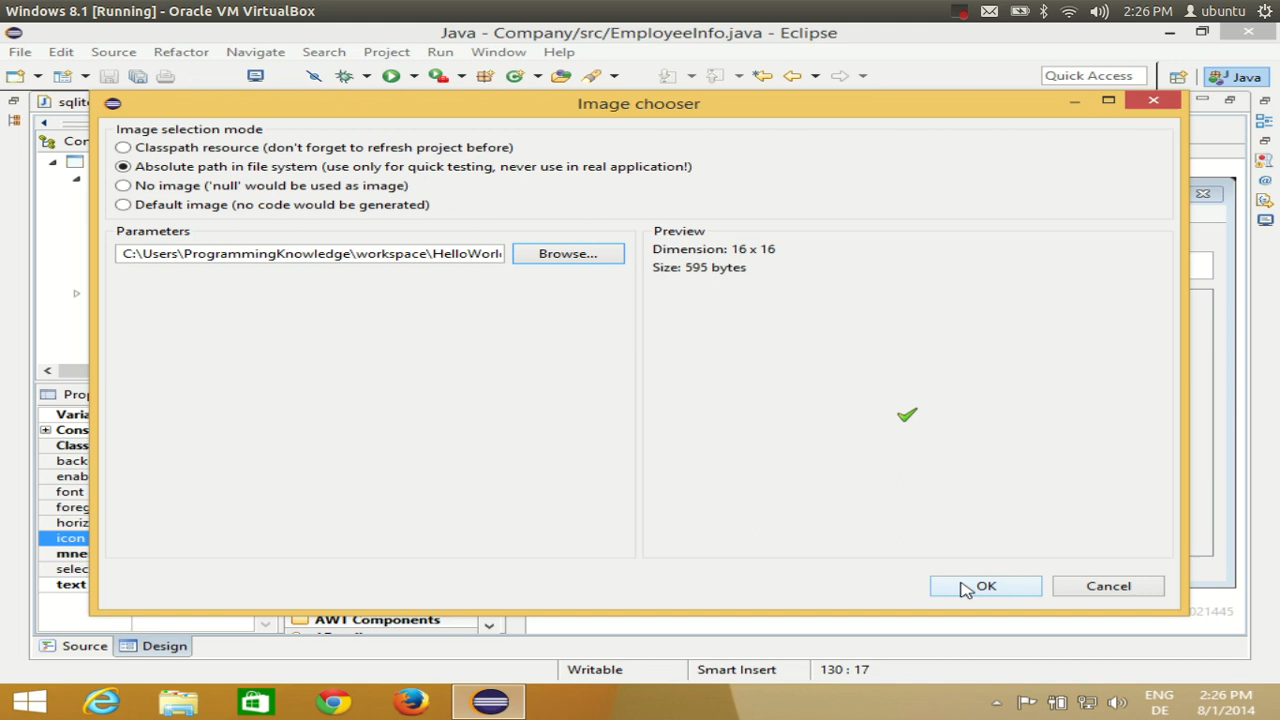 Windows 8.1 [Running] - Oracle VM VirtualBox
2:26 PM
ubuntu
Java - Company/src/EmployeeInfo.java - Eclipse
File Edit Source Refactor Navigate Search Project Run Window Help
Quick Access
Java
sqlite
Image chooser
Image selection mode
Classpath resource (don't forget to refresh project before)
Absolute path in file system (use only for quick testing, never use in real application!)
No image ('null' would be used as image)
Default image (no code would be generated)
Parameters
C:\Users\ProgrammingKnowledge\workspace\HelloWorl
Browse...
Preview
Dimension: 16 x 16
Size: 595 bytes
OK
Cancel
Com
Prop
Varia
Cons
Class
back
enab
font
foreg
horiz
icon
mne
selec
text
AWT Components
021445
Source
Design
Writable
Smart Insert
130 : 17
ENG
DE
2:26 PM
8/1/2014